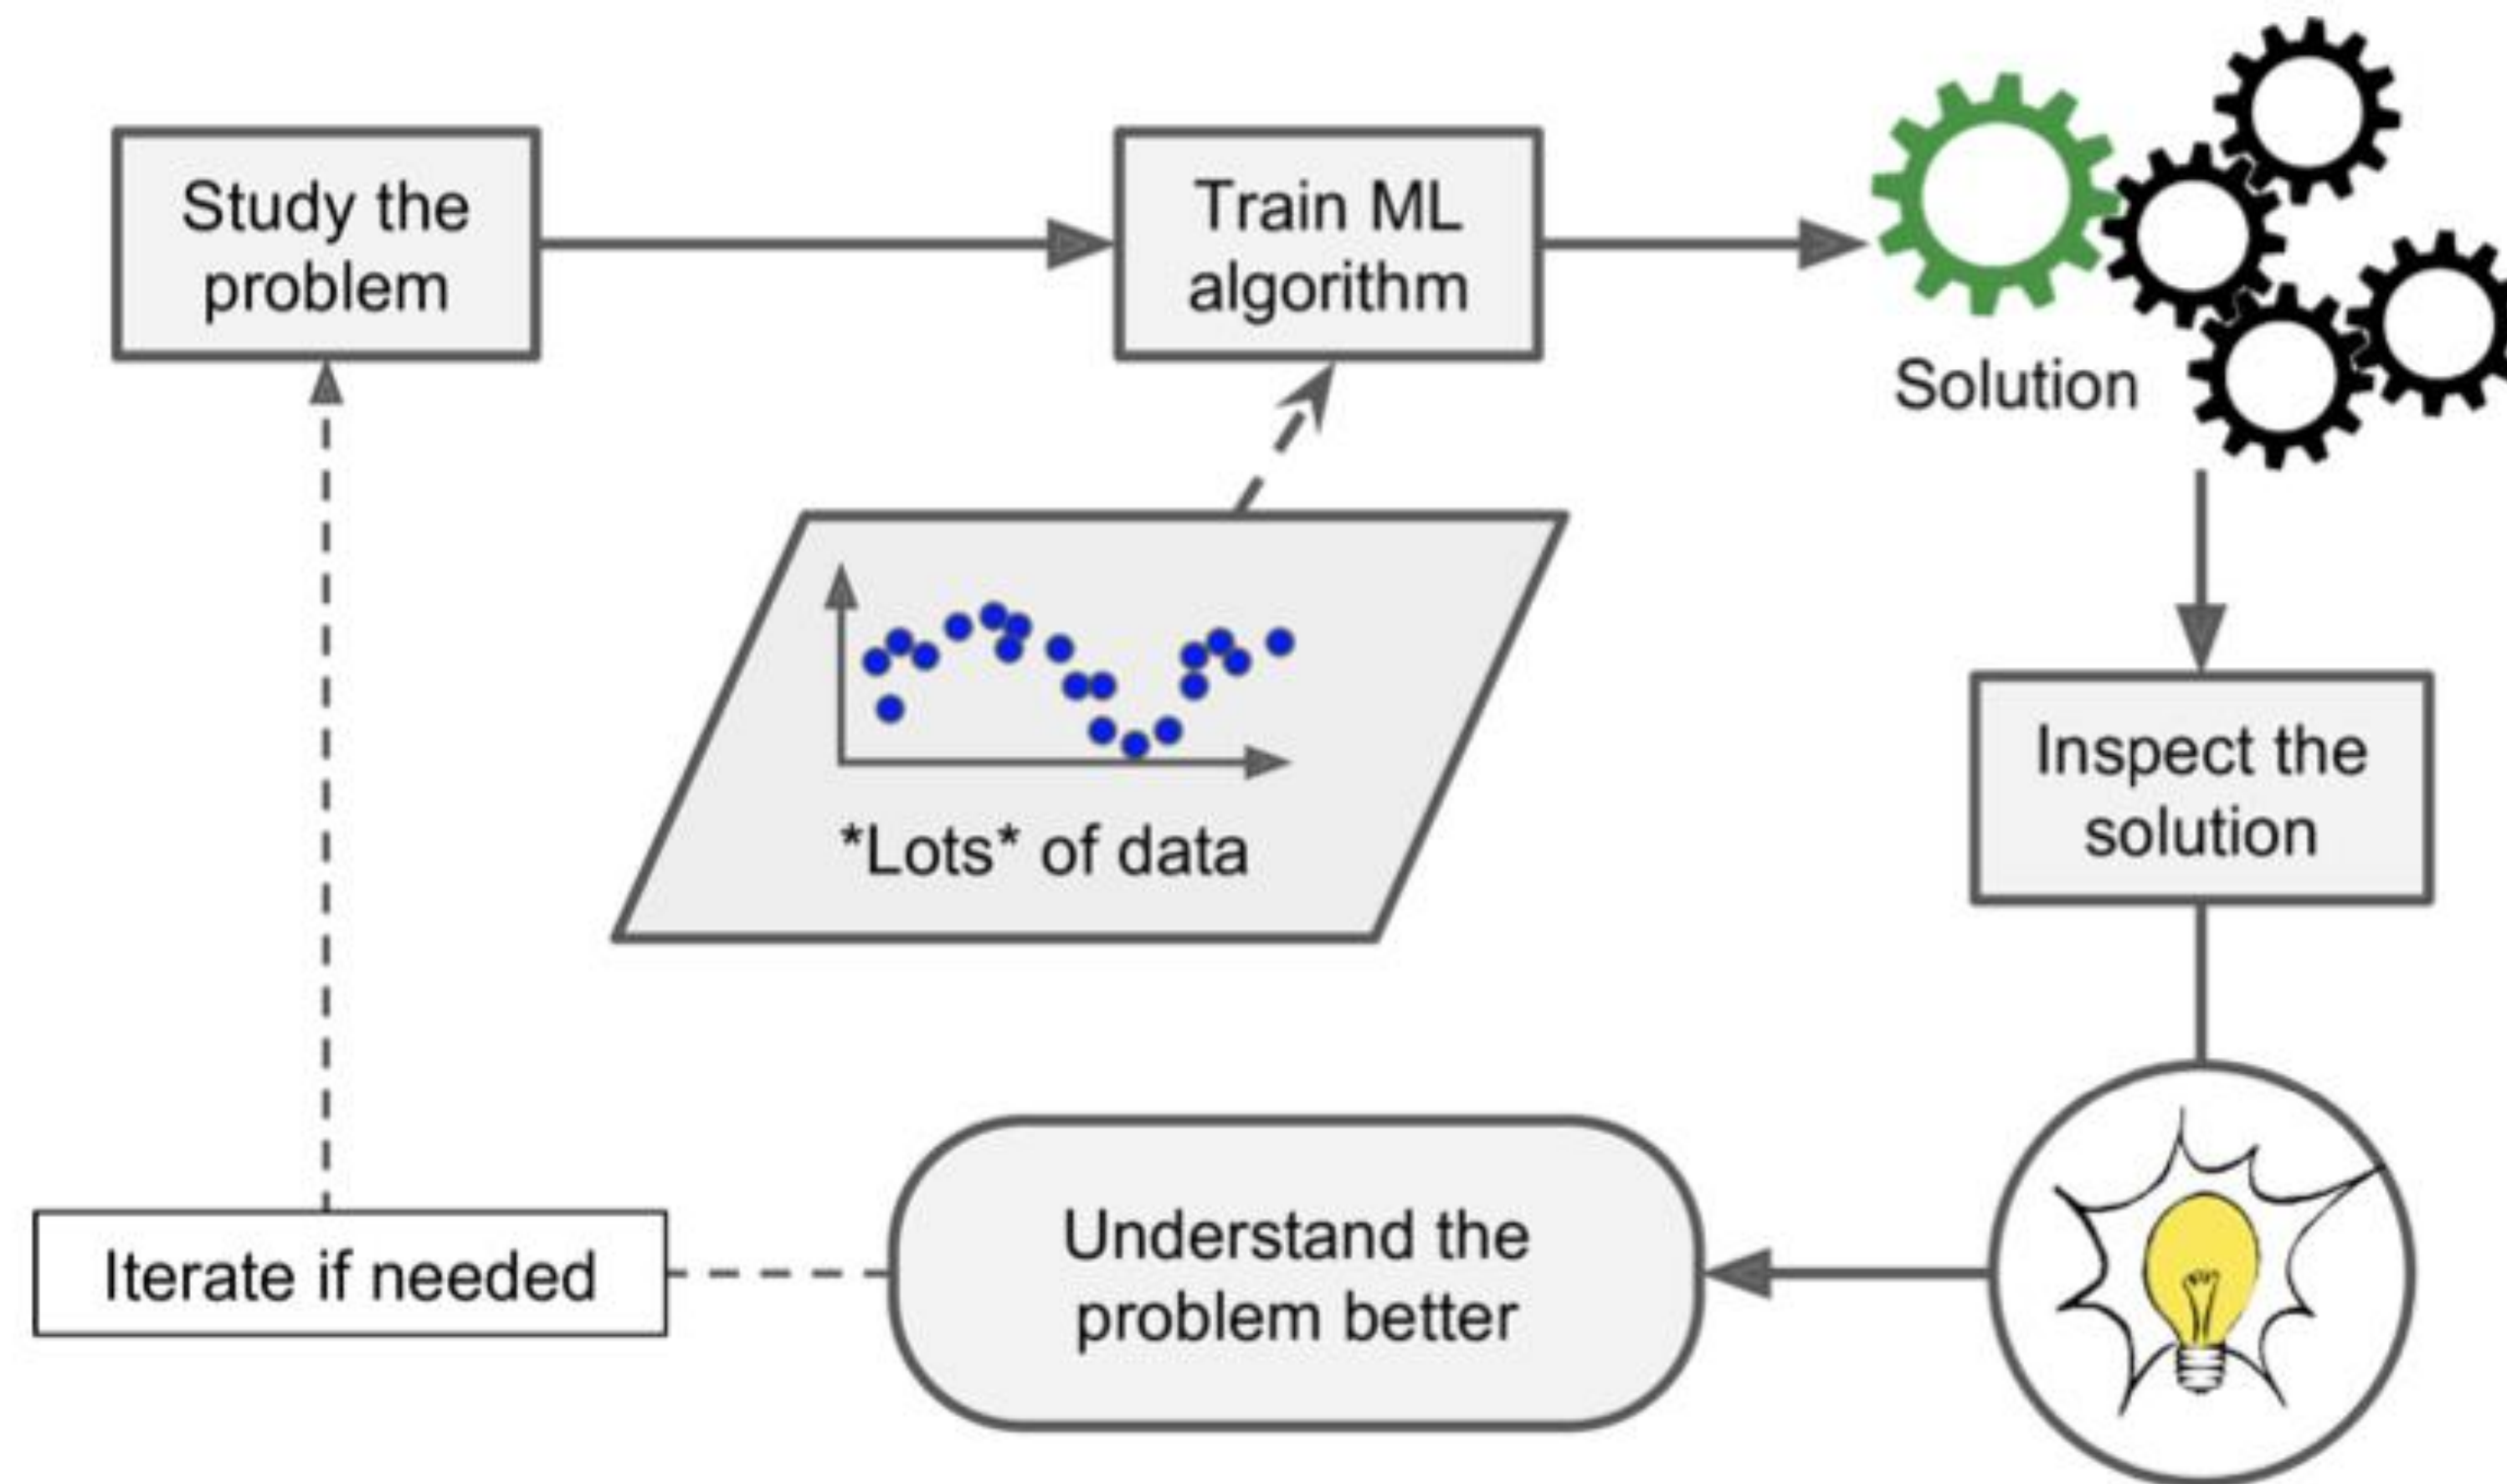 Study the
problem
Train ML
algorithm
Solution
*Lots* of data
Inspect the
solution
Understand the
problem better
Iterate if needed